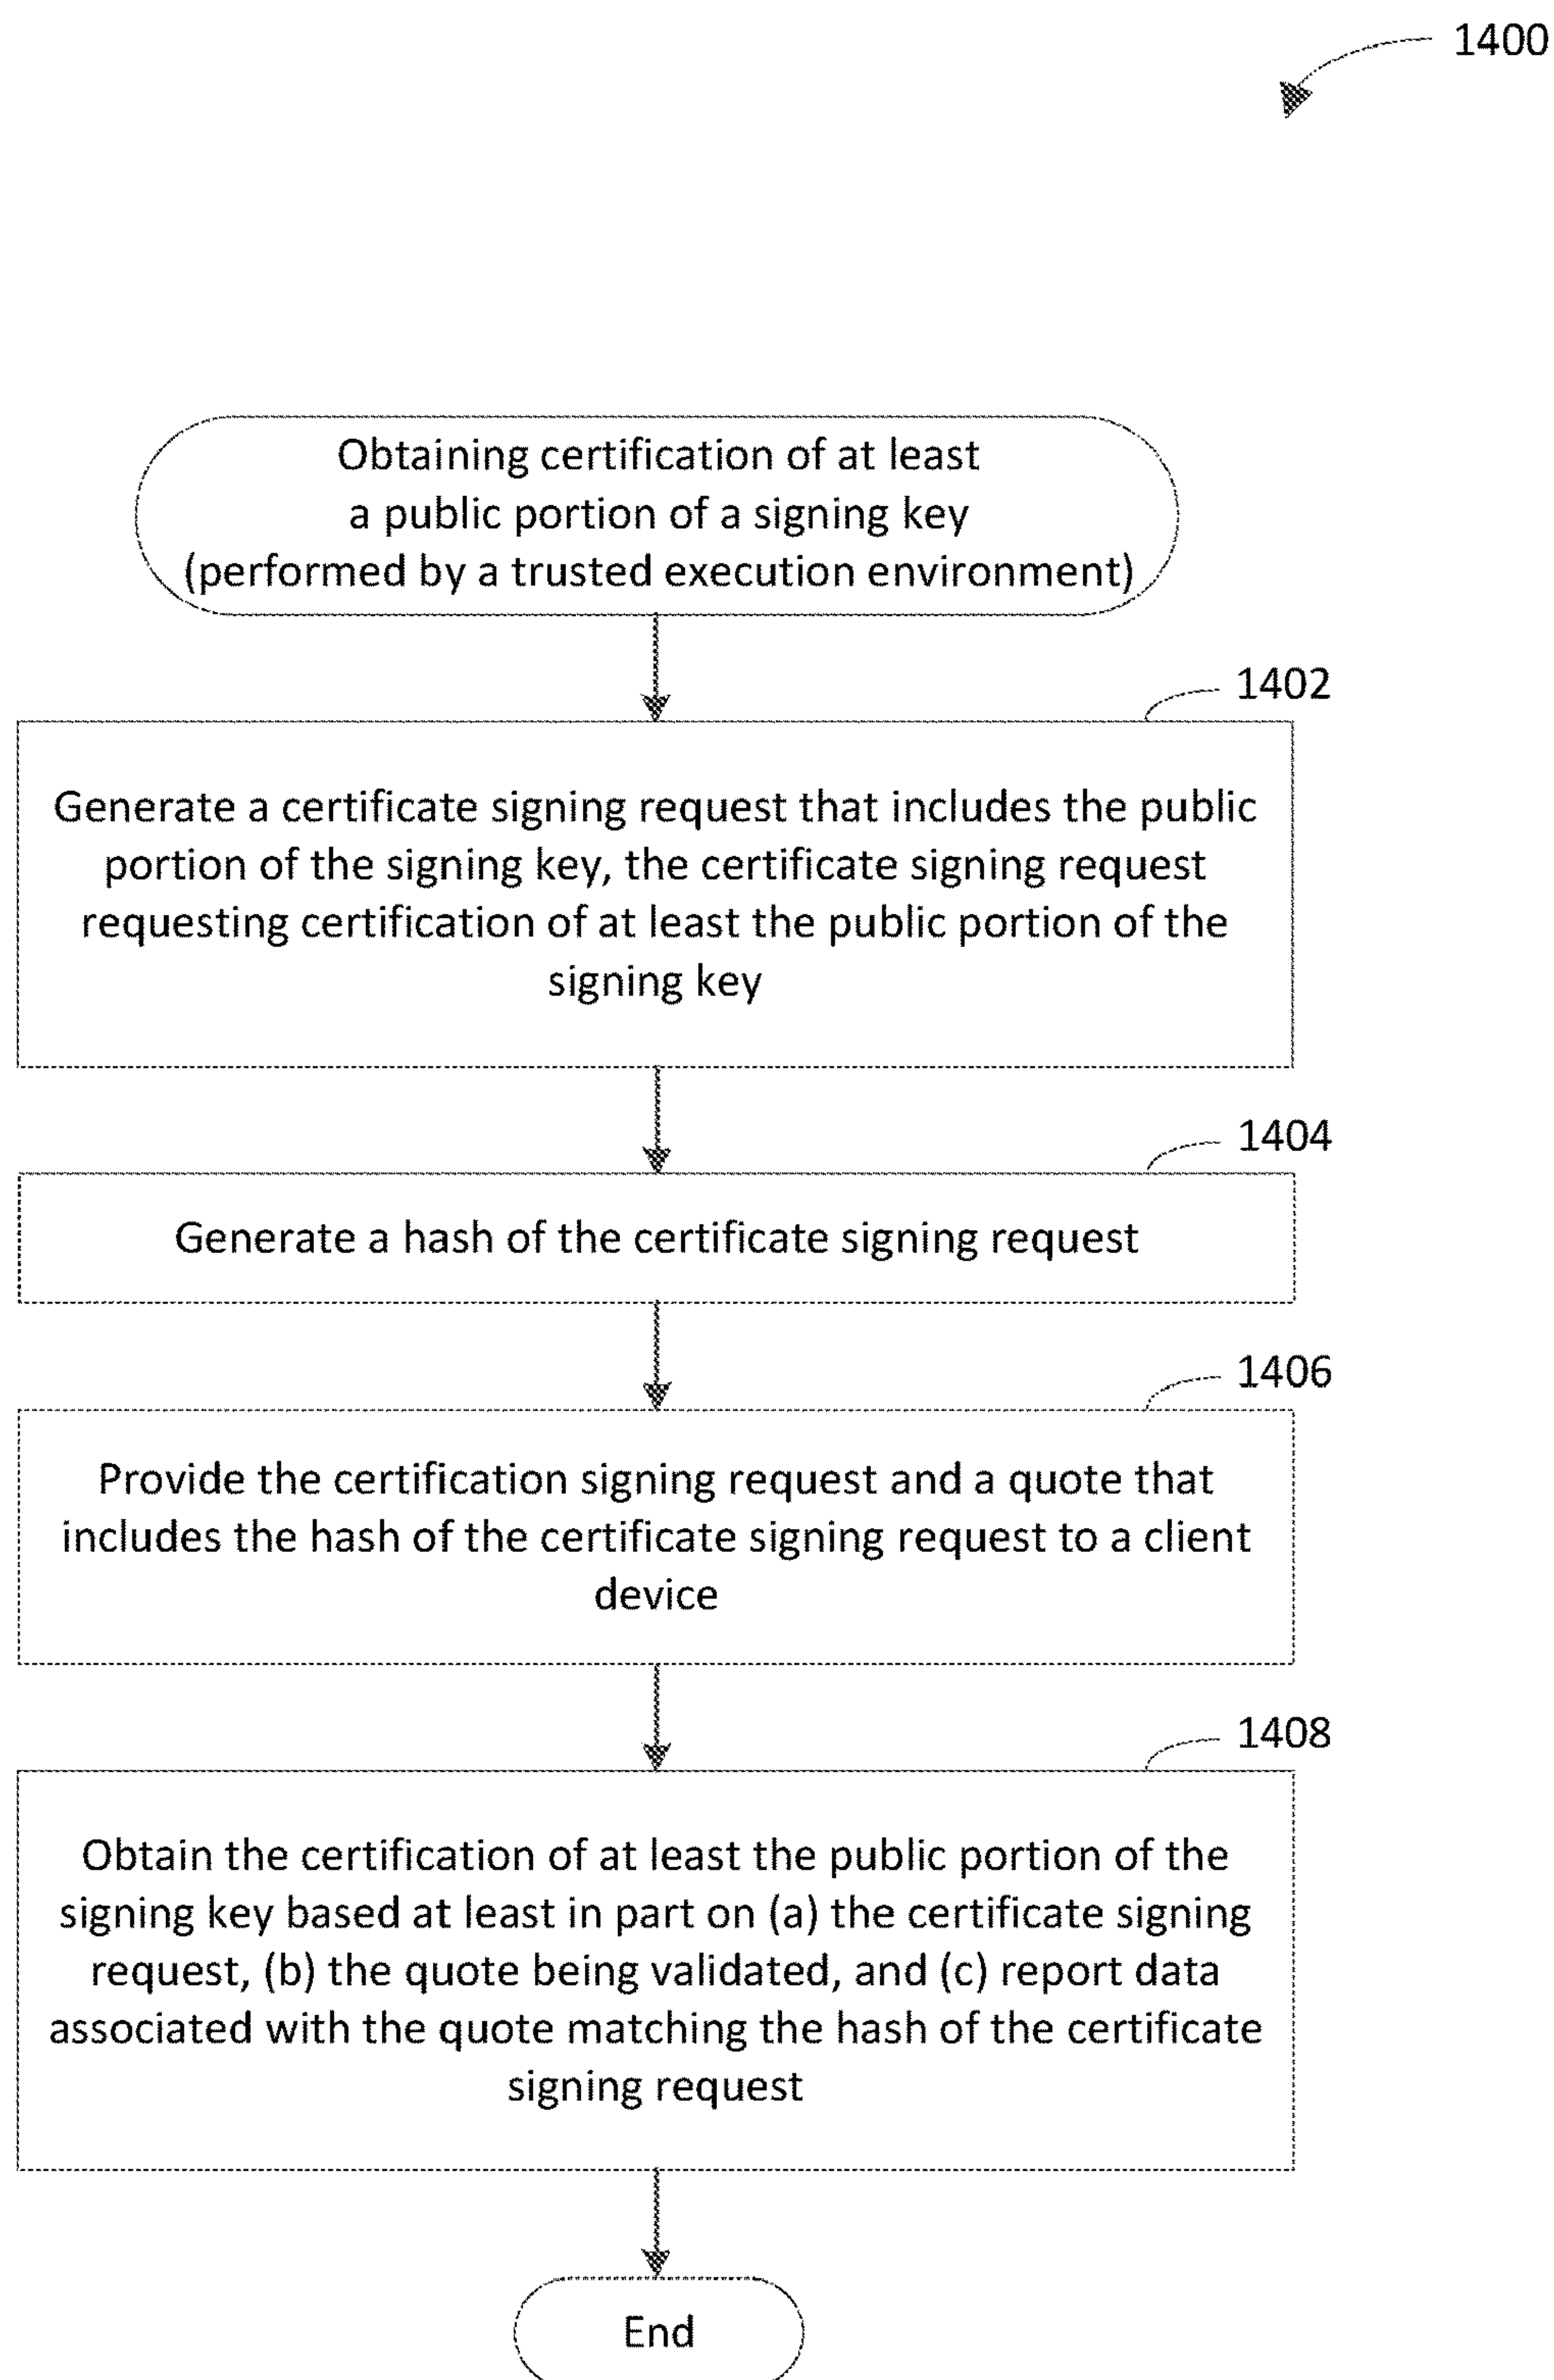 1400
Obtaining certification of at least
a public portion of a signing key
(performed by a trusted execution environment)
1402
Generate a certificate signing request that includes the public
portion of the signing key, the certificate signing request
requesting certification of at least the public portion of the
signing key
1404
Generate a hash of the certificate signing request
1406
Provide the certification signing request and a quote that
includes the hash of the certificate signing request to a client
device
1408
Obtain the certification of at least the public portion of the
signing key based at least in part on (a) the certificate signing
request, (b) the quote being validated, and (c) report data
associated with the quote matching the hash of the certificate
signing request
End